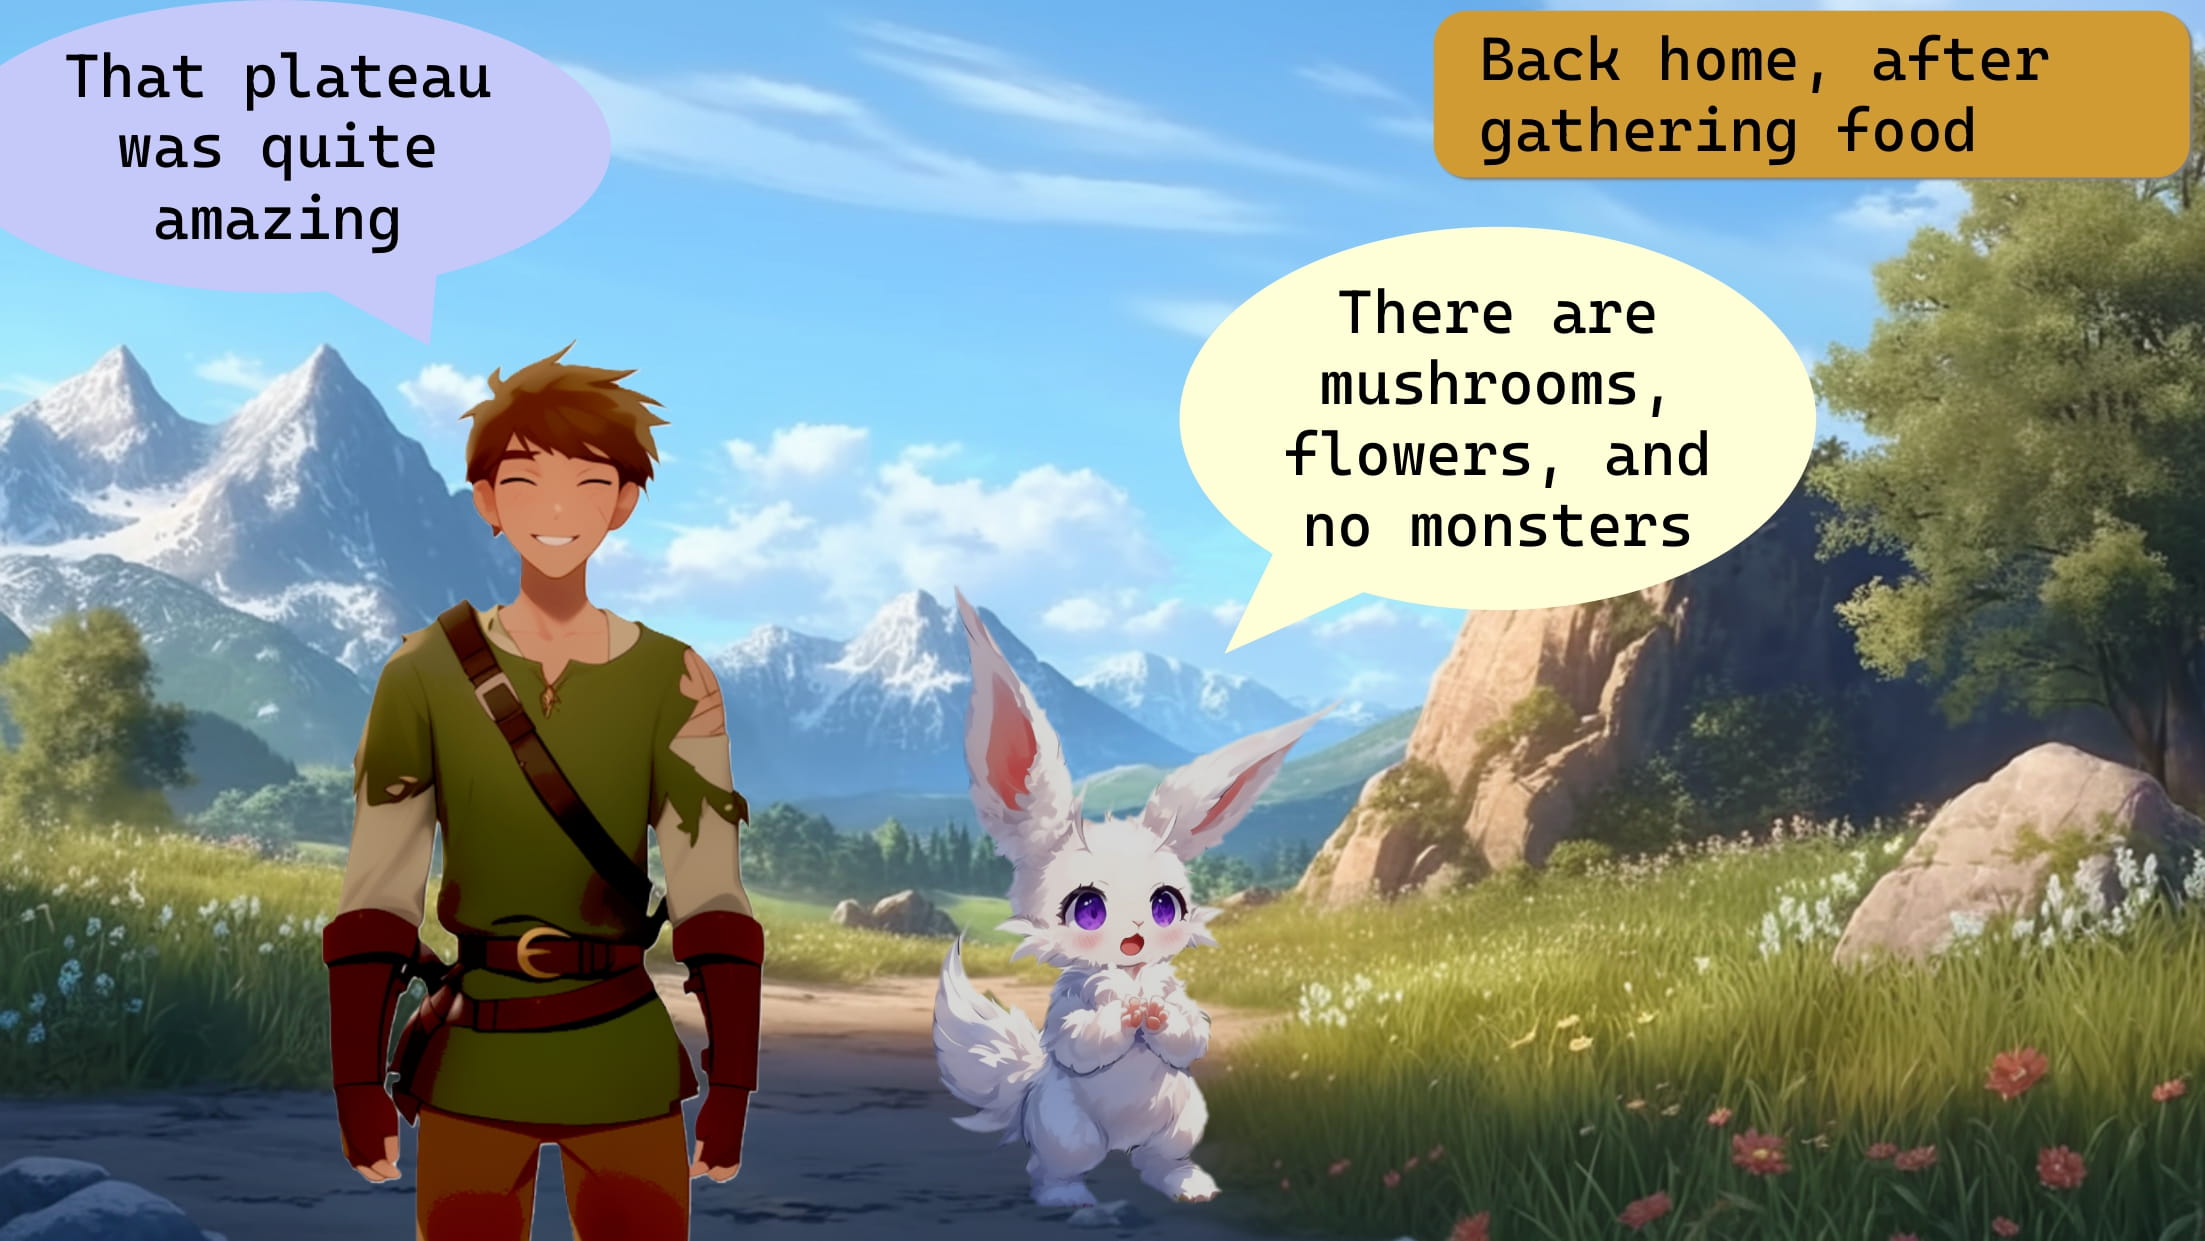 That plateau
was quite
amazing
Back home, after
gathering food
There are
mushrooms,
flowers, and
no monsters